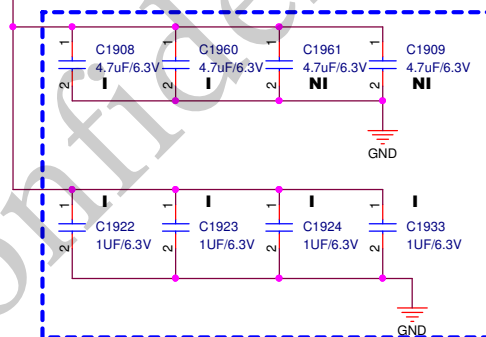 1 1 1 1
C1908 C1960 C1961 C1909
4.7uF/6.3V 4.7uF/6.3V 4.7uF/6.3V 4.7uF/6.3V
2 I 2 I 2 NI 2 NI
GND
1 I 1 I 1 I 1 I
C1922 C1923 C1924 C1933
1UF/6.3V 1UF/6.3V 1UF/6.3V 1UF/6.3V
2 2 2 2
GND
onfide